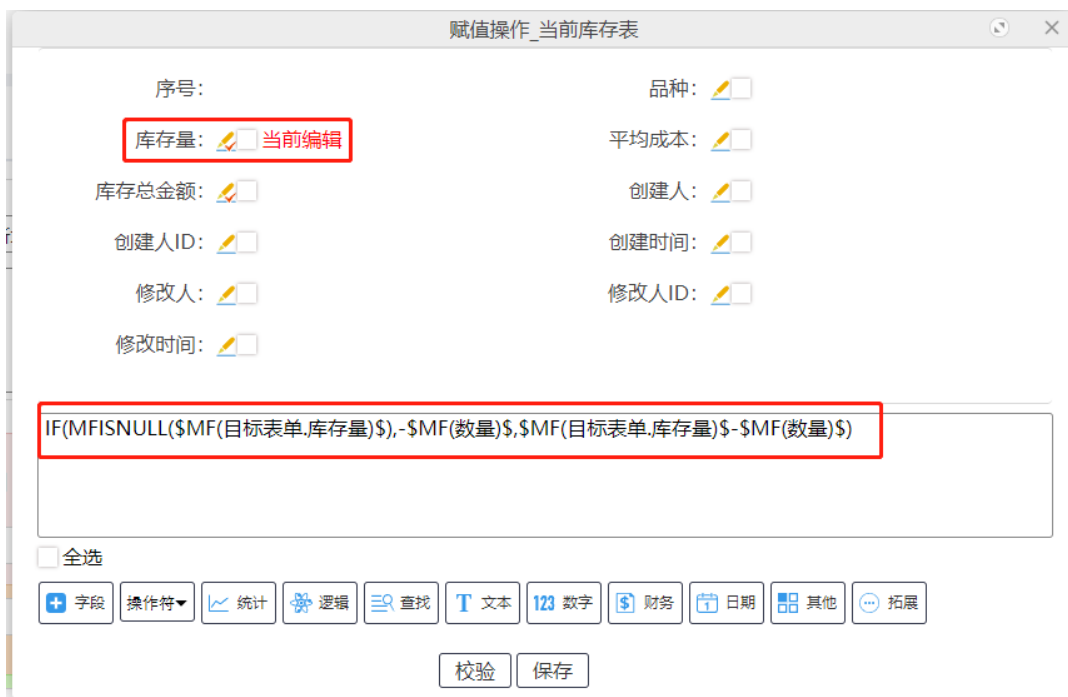 赋值操作_当前库存表
序号:
品种:
库存量: 当前编辑
平均成本:
库存总金额:
创建人:
创建人ID:
创建时间:
修改人:
修改人ID:
修改时间:
IF(MFISNULL($MF(目标表单.库存量)$),-$MF(数量)$,$MF(目标表单.库存量)$-$MF(数量)$)
全选
字段 操作符▾ 统计 逻辑 查找 T 文本 123 数字 $ 财务 1 日期 其他 拓展
校验 保存